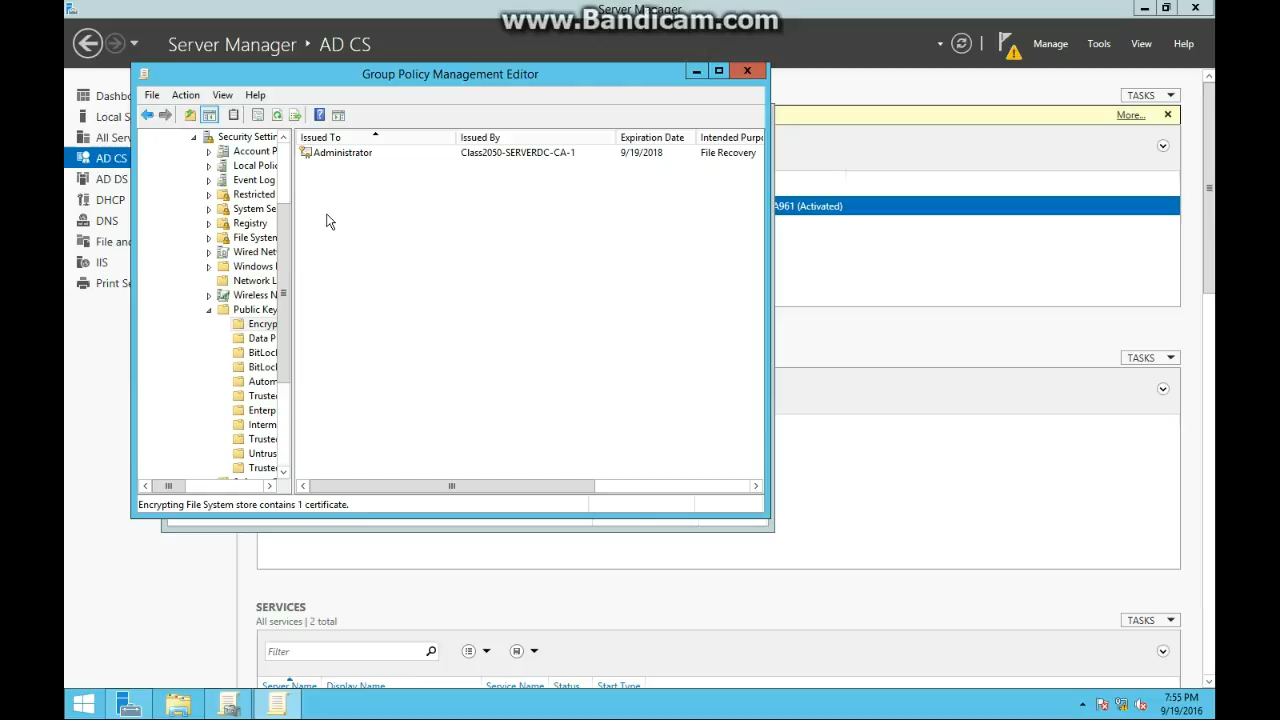 Server Manager
www.Bandicam.com
Server Manager • AD CS
Manage Tools View Help
Group Policy Management Editor
File Action View Help
Dashbo
Local S
All Serv
AD CS
AD DS
DHCP
DNS
File and
IIS
Print Se
Security Settin
Account P
Local Polic
Event Log
Restricted
System Se
Registry
File System
Wired Net
Windows
Network L
Wireless N
Public Key
Encryp
Data P
BitLocl
BitLocl
Autom
Trustec
Enterp
Interm
Trustec
Untrus
Trustec
Issued To Issued By Expiration Date Intended Purpo
Administrator Class2050-SERVERDC-CA-1 9/19/2018 File Recovery
Encrypting File System store contains 1 certificate.
TASKS
More...
A961 (Activated)
TASKS
SERVICES
All services | 2 total
TASKS
Filter
Server Name Display Name Service Name Status Start Type
7:55 PM
9/19/2016